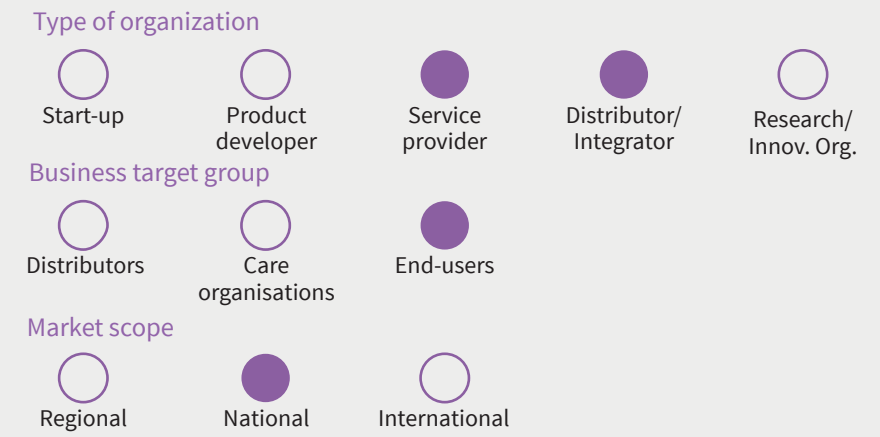 Type of organization
Start-up
Product
developer
Service
provider
Distributor/
Integrator
Research/
Innov. Org.
Business target group
Distributors
Care
organisations
End-users
Market scope
Regional
National
International